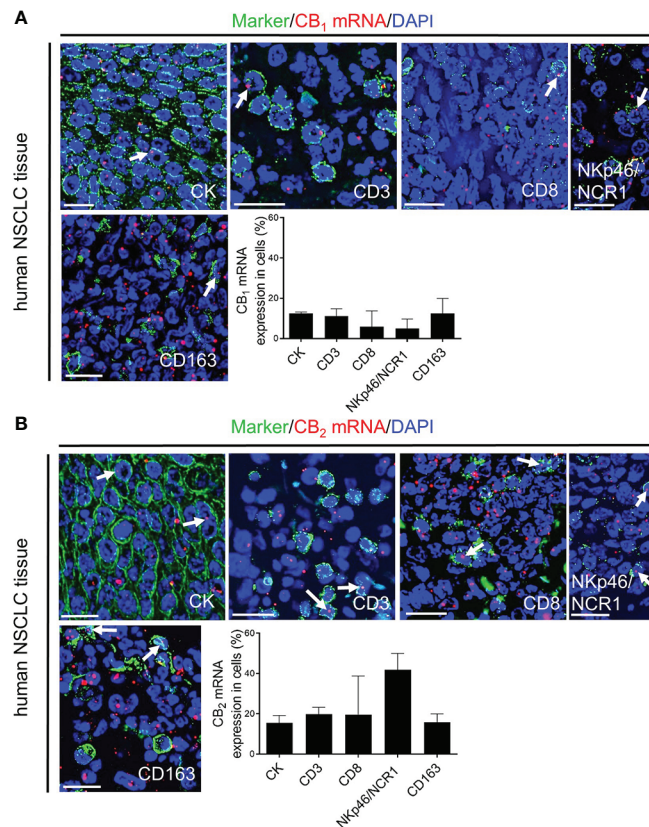 A
Marker/CB₁ mRNA/DAPI
human NSCLC tissue
CK
CD3
CD8
NKp46/
NCR1
CD163
CB₁ mRNA
expression in cells (%)
60
40
20
0
CK
CD3
CD8
NKp46/NCR1
CD163
B
Marker/CB₂ mRNA/DAPI
human NSCLC tissue
CK
CD3
CD8
NKp46/
NCR1
CD163
CB₂ mRNA
expression in cells (%)
60
40
20
0
CK
CD3
CD8
NKp46/NCR1
CD163